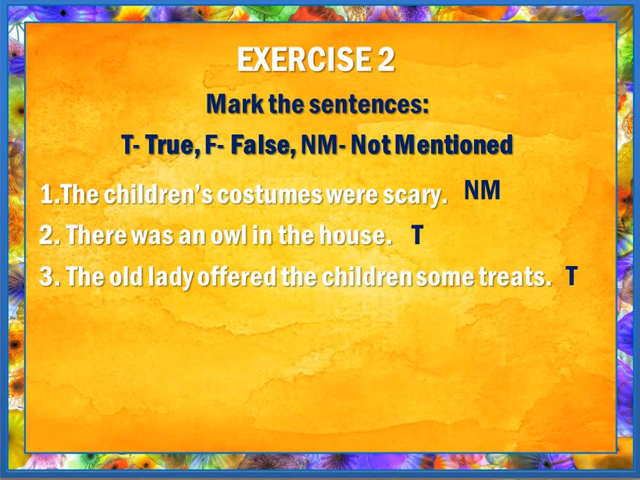 EXERCISE 2
Mark the sentences:
T- True, F- False, NM- Not Mentioned
1.The children's costumes were scary. NM
2. There was an owl in the house. T
3. The old lady offered the children some treats. T